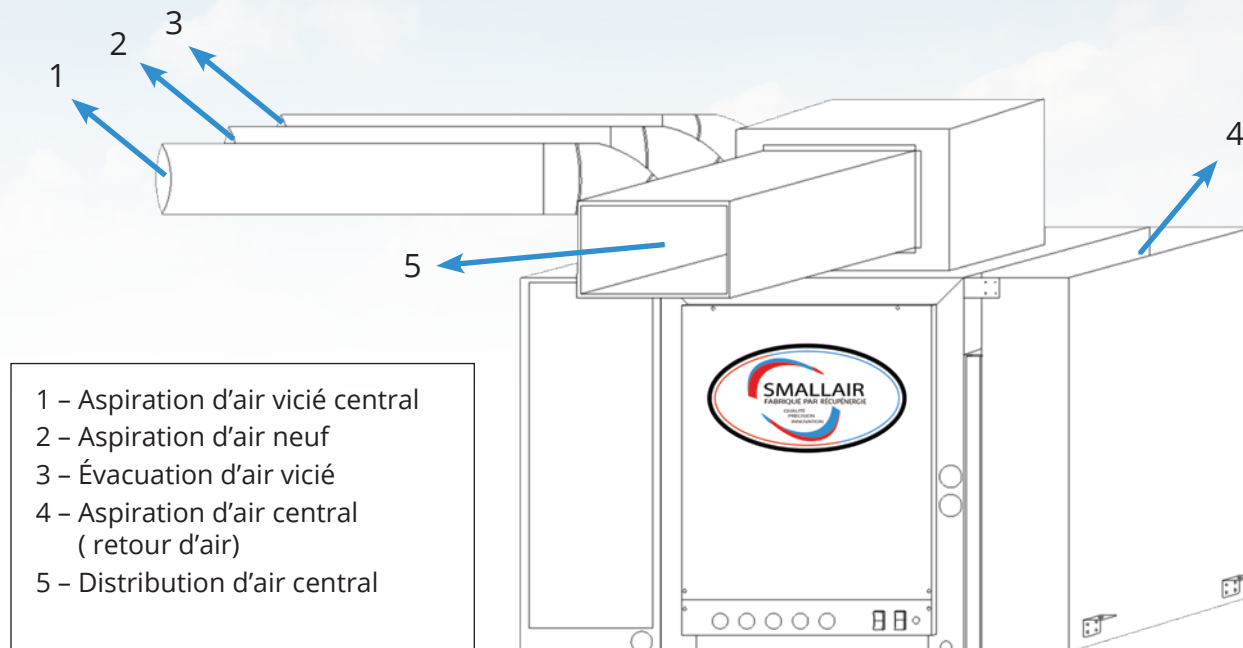 3
2
1
4
5
SMALLAIR
FABRIQUÉ PAR RÉCUPÉNERGIE
QUALITÉ
PRÉCISION
INNOVATION
1 – Aspiration d'air vicié central
2 – Aspiration d'air neuf
3 – Évacuation d'air vicié
4 – Aspiration d'air central
( retour d'air)
5 – Distribution d'air central